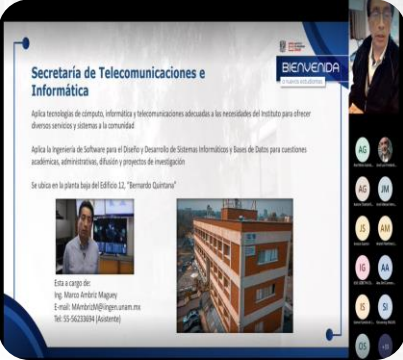 BIENVENIDA
a nuevos estudiantes
Secretaría de Telecomunicaciones e
Informática
Aplica tecnologías de cómputo, informática y telecomunicaciones adecuadas a las necesidades del Instituto para ofrecer
diversos servicios y sistemas a la comunidad
Aplica la Ingeniería de Software para el Diseño y Desarrollo de Sistemas Informáticos y Bases de Datos para cuestiones
académicas, administrativas, difusión y proyectos de investigación
Se ubica en la planta baja del Edificio 12, "Bernardo Quintana"
Esta a cargo de:
Ing. Marco Ambriz Maguey
E-mail: MAmbrizM@iingen.unam.mx
Tel: 55-56233694 (Asistente)
AG
AG JM
JS AM
IG AA
IS SI
OS